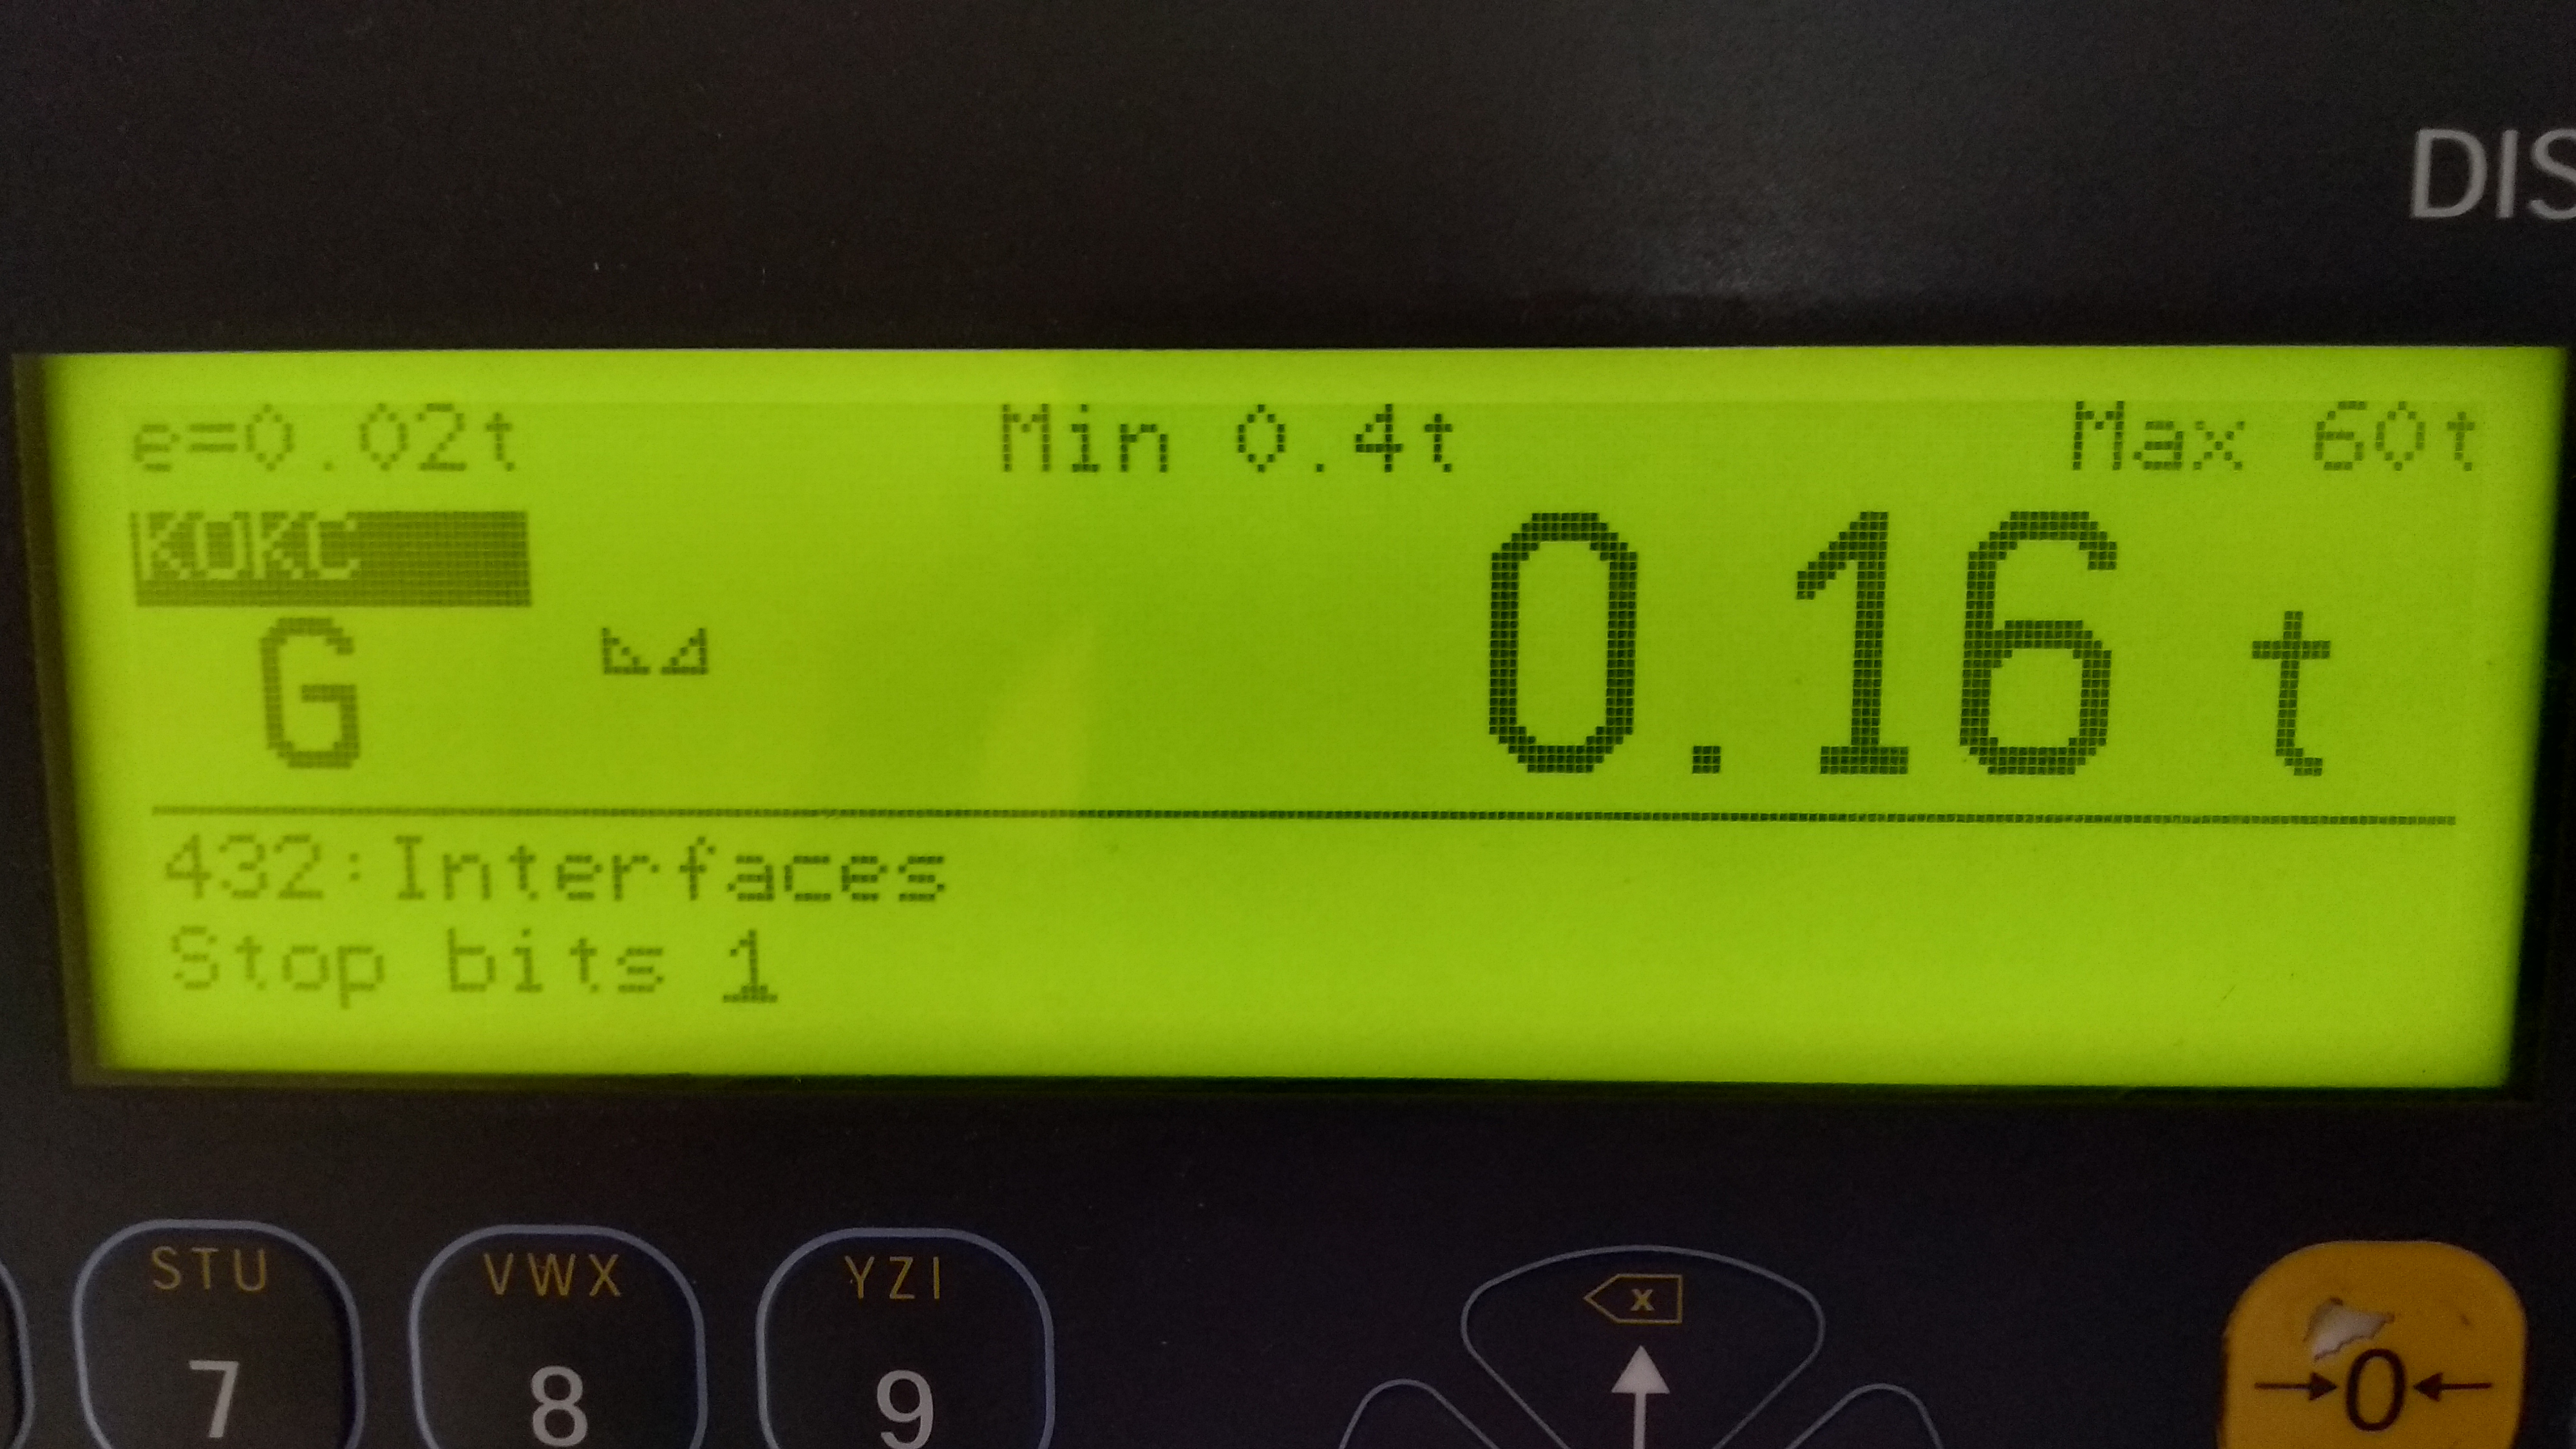 DIS
e=0.02t Min 0.4t Max 60t
КОКС
G 0.16 t
432:Interfaces
Stop bits 1
STU VWX YZI x
7 8 9 0